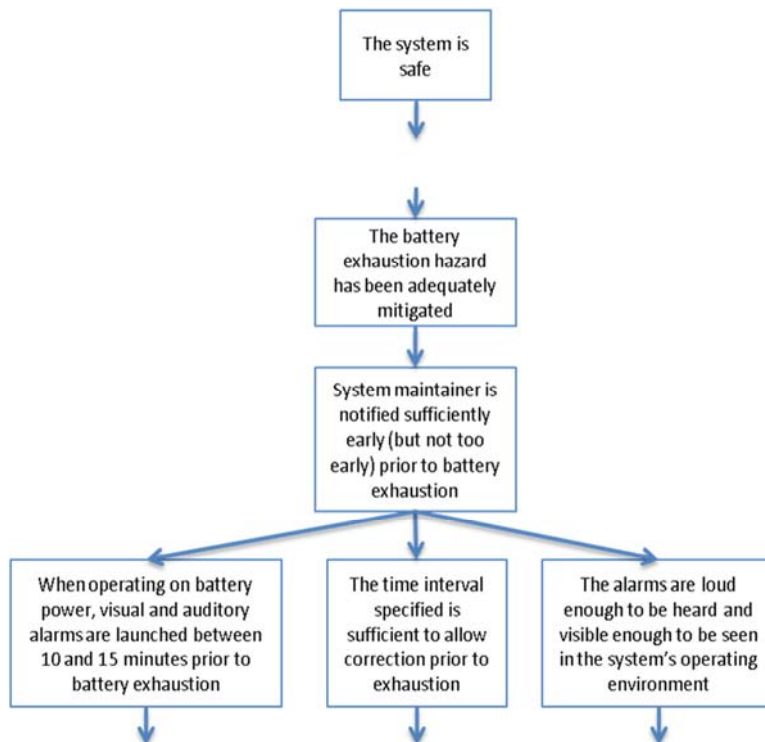 The system is
safe
The battery
exhaustion hazard
has been adequately
mitigated
System maintainer is
notified sufficiently
early (but not too
early) prior to battery
exhaustion
When operating on battery
power, visual and auditory
alarms are launched between
10 and 15 minutes prior to
battery exhaustion
The time interval
specified is
sufficient to allow
correction prior to
exhaustion
The alarms are loud
enough to be heard and
visible enough to be seen
in the system's operating
environment